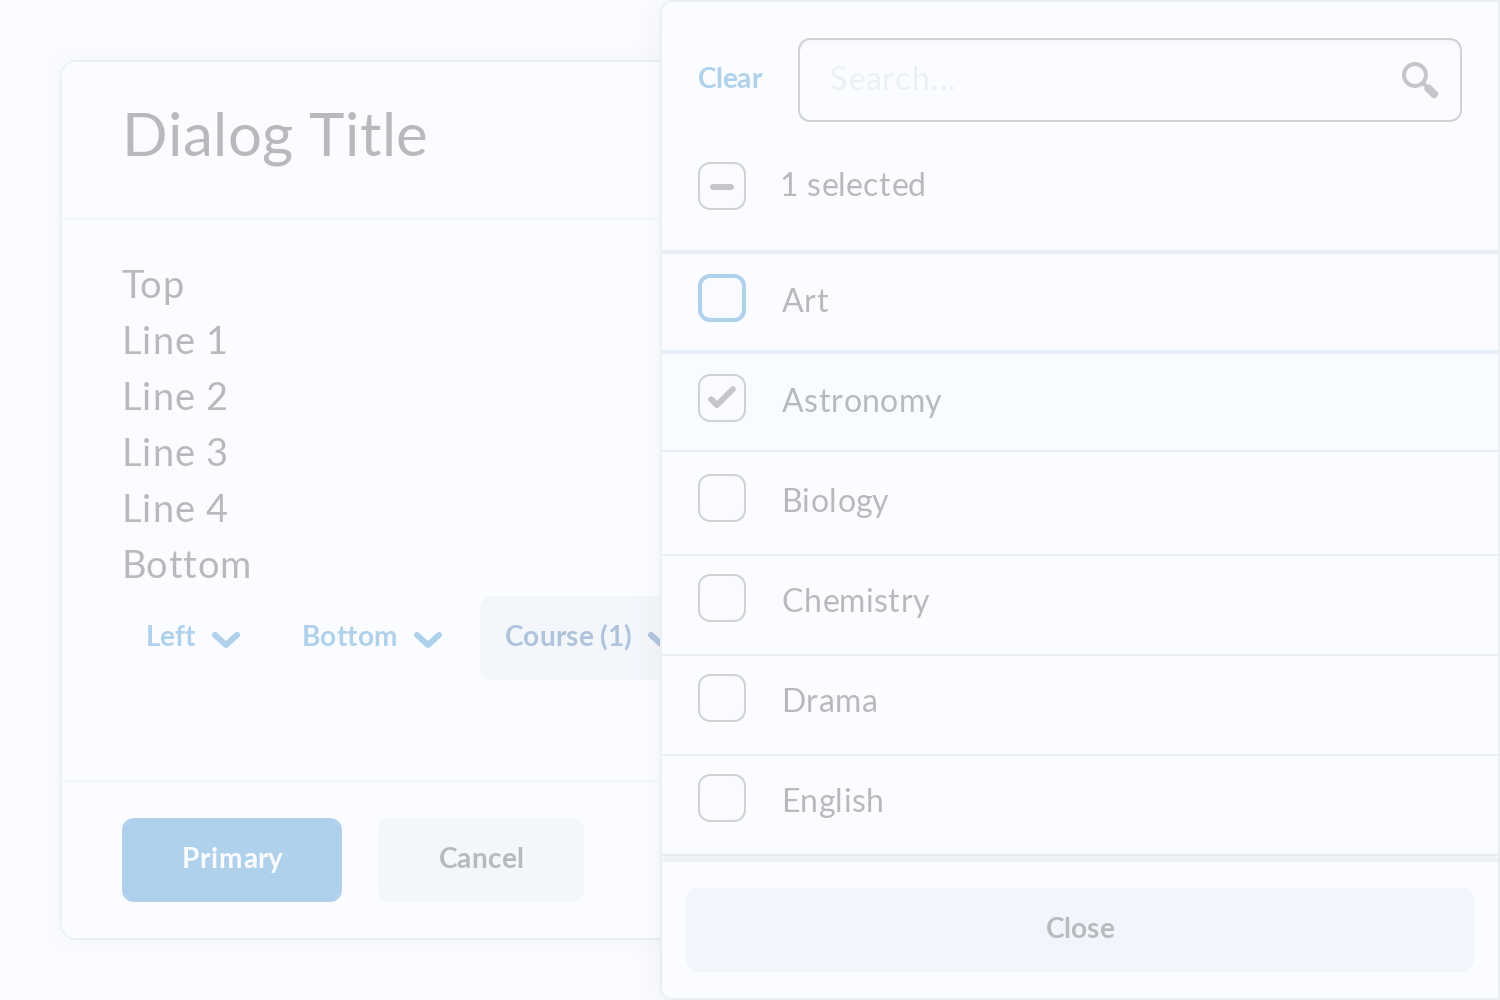 Dialog Title
Top
Line 1
Line 2
Line 3
Line 4
Bottom
Left
Bottom
Course (1)
Primary
Cancel
Clear
Search...
1 selected
Art
Astronomy
Biology
Chemistry
Drama
English
Close